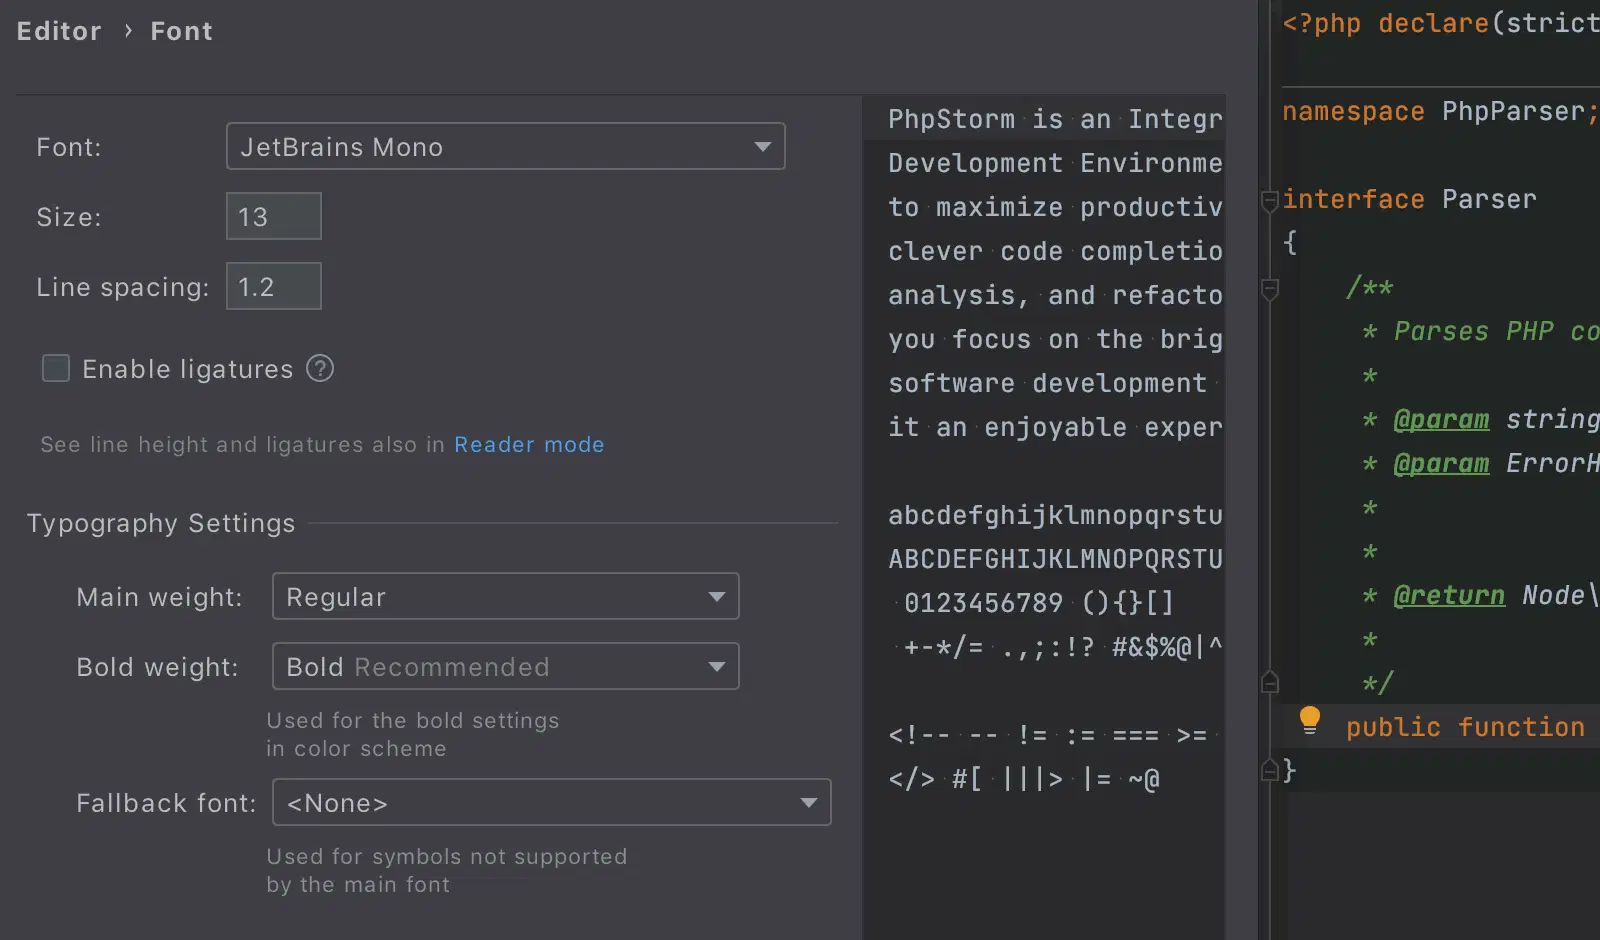 Editor › Font
Font:
JetBrains Mono
Size:
13
Line spacing:
1.2
Enable ligatures ?
See line height and ligatures also in Reader mode
Typography Settings
Main weight:
Regular
Bold weight:
Bold Recommended
Used for the bold settings
in color scheme
Fallback font:
<None>
Used for symbols not supported
by the main font
PhpStorm is an Integr
Development Environme
to maximize productiv
clever code completio
analysis, and refacto
you focus on the brig
software development
it an enjoyable exper
abcdefghijklmnopqrstu
ABCDEFGHIJKLMNOPQRSTU
0123456789 (){}[]
+-*/= .,;:!? #&$%@|^
<!-- -- != := === >=
</> #[ |||> |= ~@
<?php declare(strict
namespace PhpParser;
interface Parser
{
/**
* Parses PHP co
*
* @param string
* @param ErrorH
*
*
* @return Node\
*
*/
public function
}